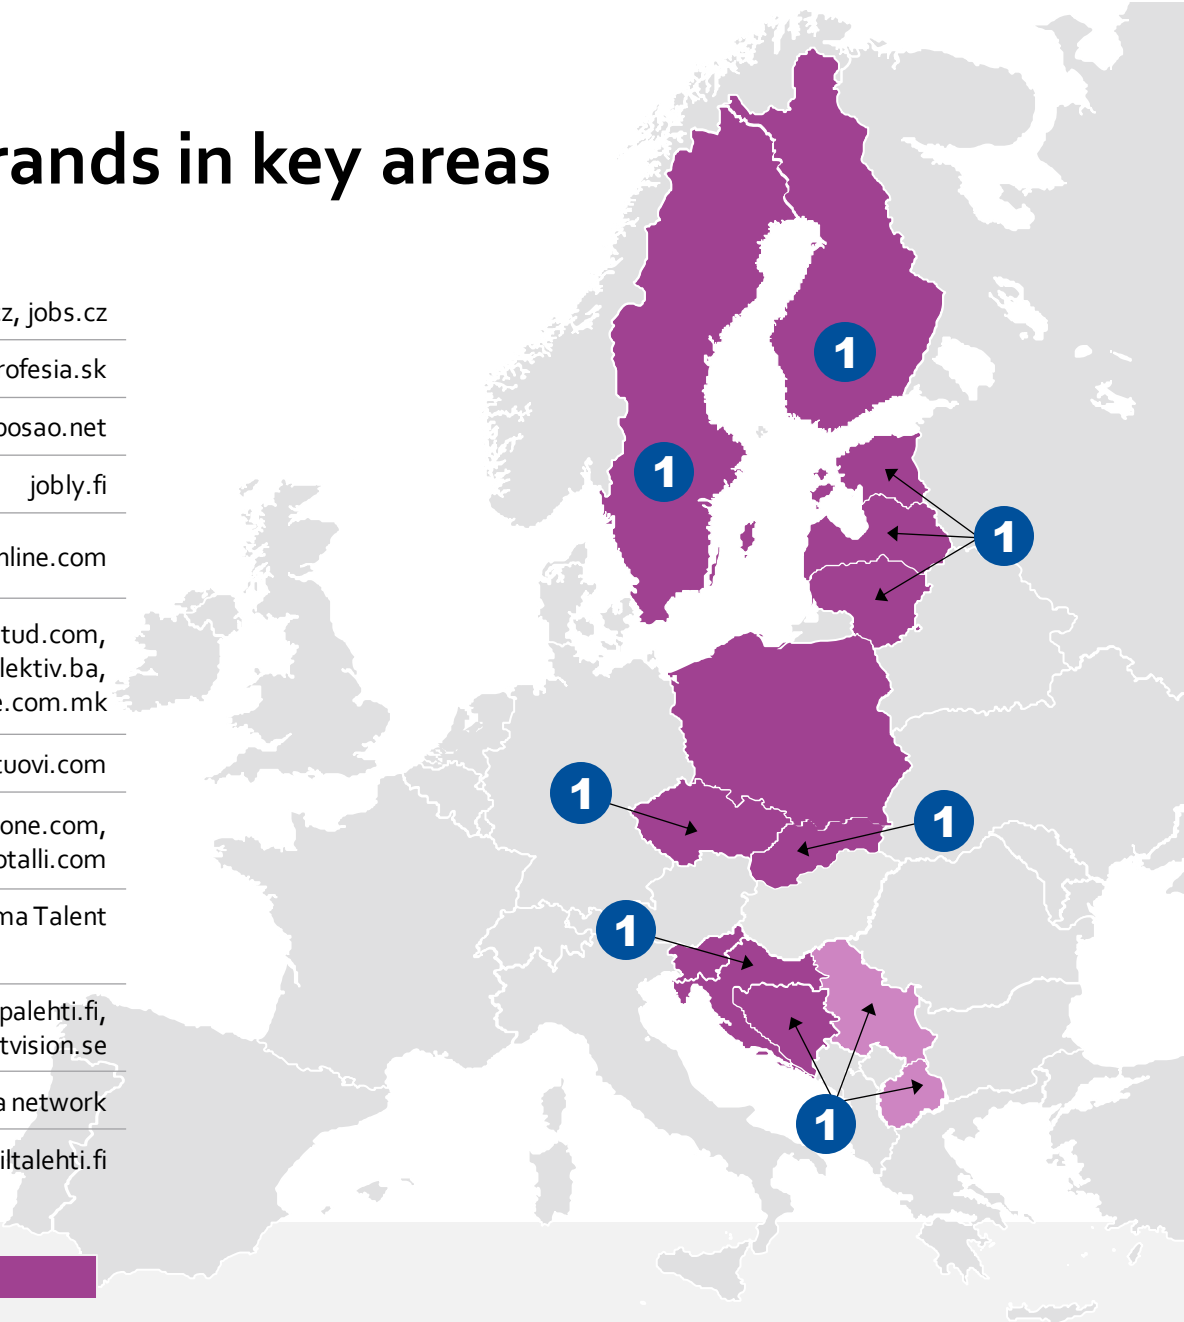 rands in key areas
z, jobs.cz
rofesia.sk
posao.net
jobly.fi
nline.com
tud.com,
lektiv.ba,
e.com.mk
tuovi.com
one.com,
otalli.com
ma Talent
palehti.fi,
tvision.se
a network
iltalehti.fi
1
1
1
1
1
1
1